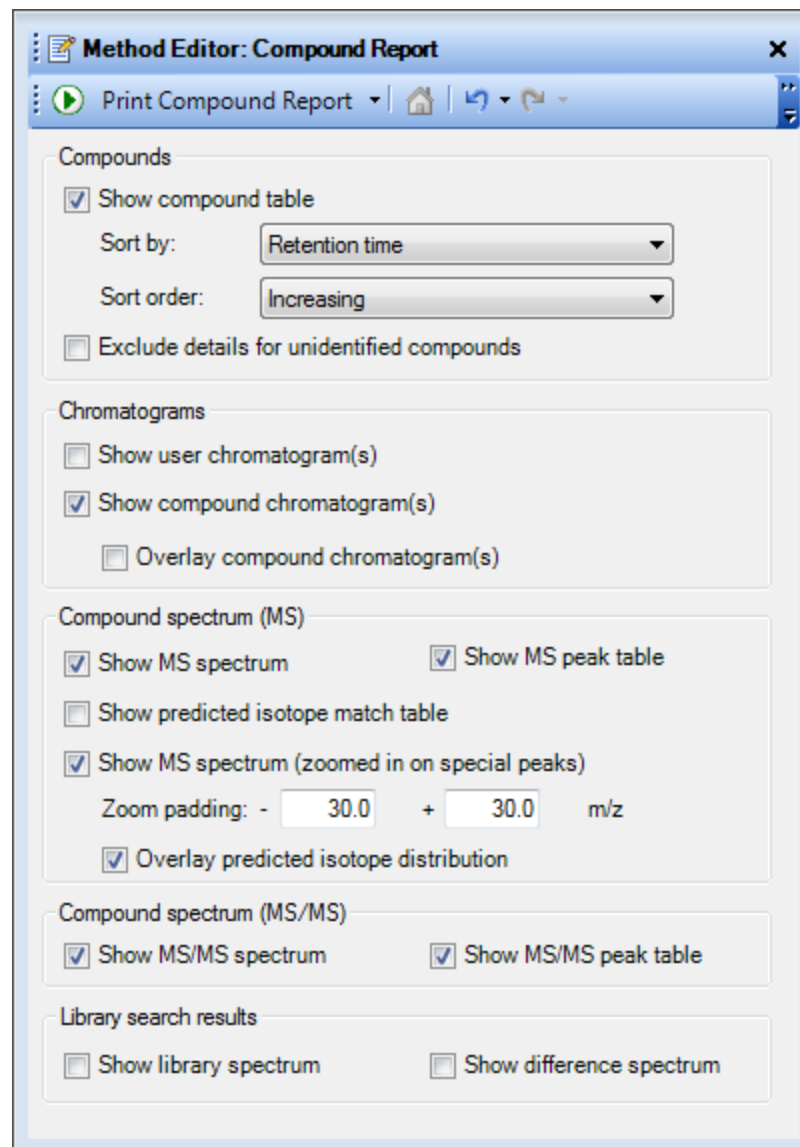 Method Editor: Compound Report
Print Compound Report
Compounds
Show compound table
Sort by: Retention time
Sort order: Increasing
Exclude details for unidentified compounds
Chromatograms
Show user chromatogram(s)
Show compound chromatogram(s)
Overlay compound chromatogram(s)
Compound spectrum (MS)
Show MS spectrum Show MS peak table
Show predicted isotope match table
Show MS spectrum (zoomed in on special peaks)
Zoom padding: - 30.0 + 30.0 m/z
Overlay predicted isotope distribution
Compound spectrum (MS/MS)
Show MS/MS spectrum Show MS/MS peak table
Library search results
Show library spectrum Show difference spectrum